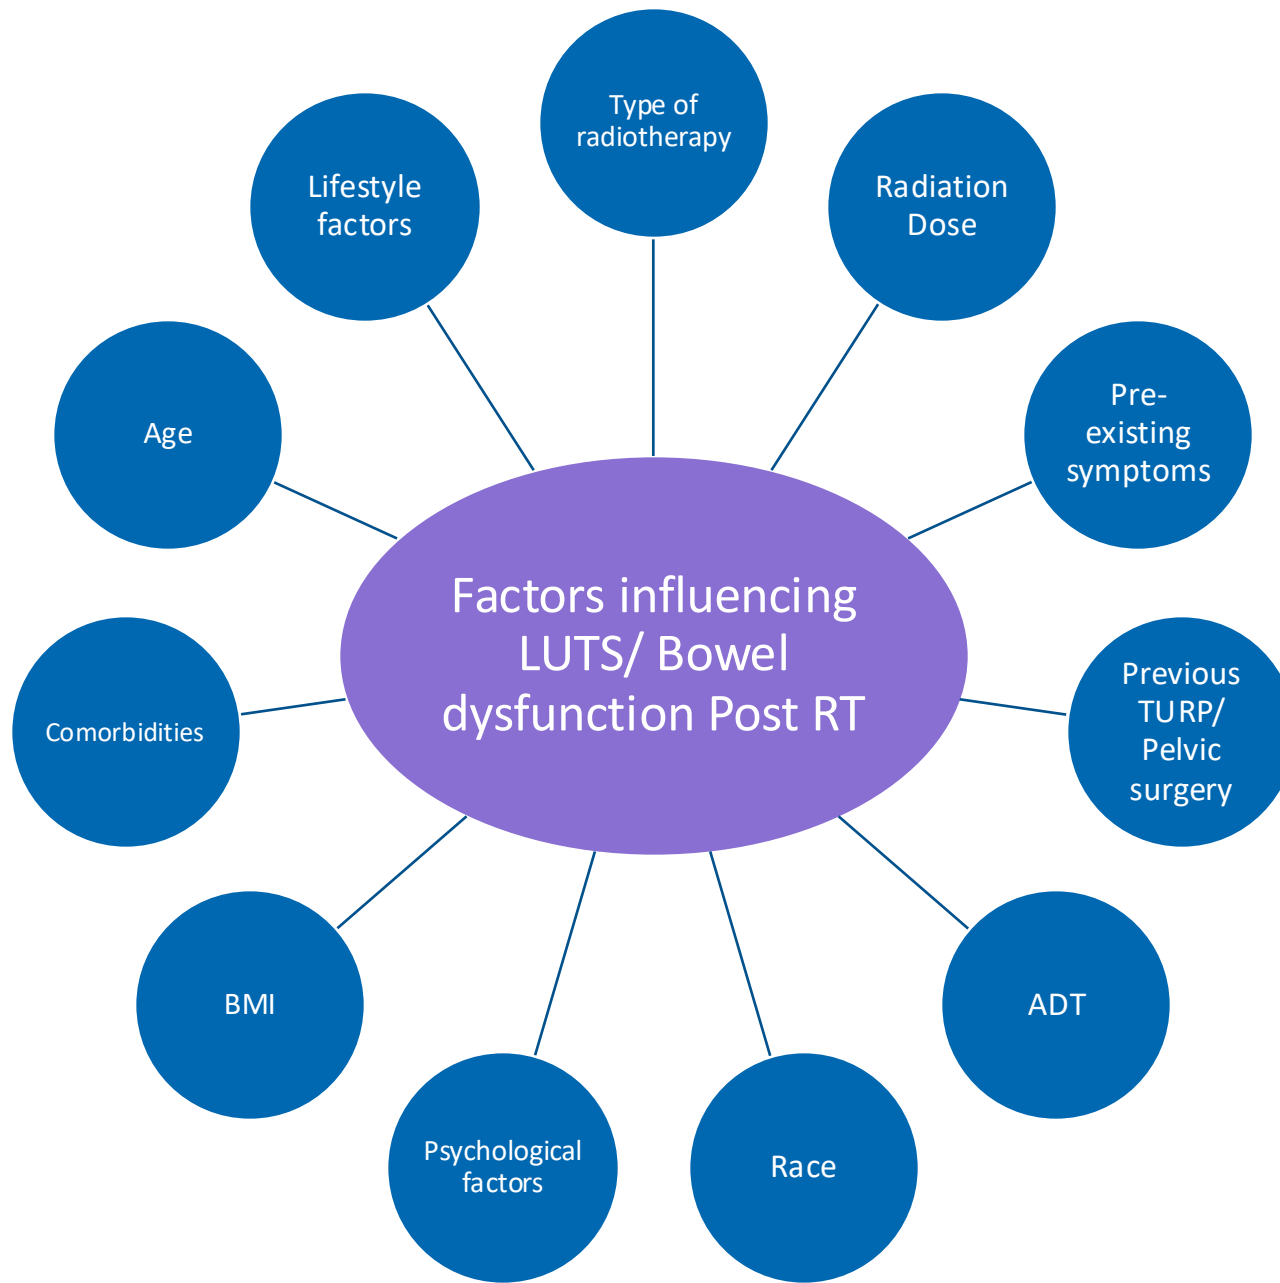 Type of
radiotherapy
Radiation
Dose
Pre-
existing
symptoms
Previous
TURP/
Pelvic
surgery
ADT
Race
Psychological
factors
BMI
Comorbidities
Age
Lifestyle
factors
Factors influencing
LUTS/ Bowel
dysfunction Post RT